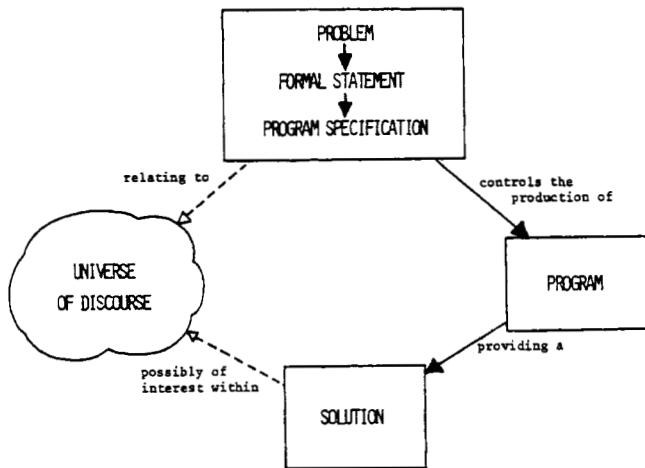 PROBLEM
FORMAL STATEMENT
PROGRAM SPECIFICATION
relating to
controls the
production of
UNIVERSE
OF DISCOURSE
PROGRAM
providing a
possibly of
interest within
SOLUTION